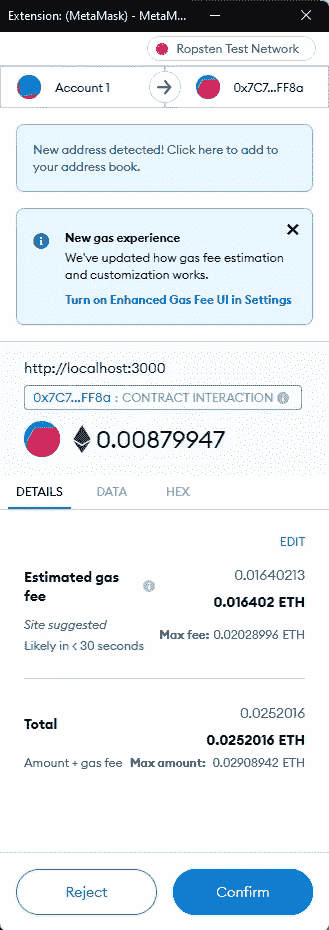 Extension: (MetaMask) - MetaM...
Ropsten Test Network
Account 1
0x7C7...FF8a
New address detected! Click here to add to
your address book.
New gas experience
We've updated how gas fee estimation
and customization works.
Turn on Enhanced Gas Fee UI in Settings
http://localhost:3000
0x7C7...FF8a : CONTRACT INTERACTION
0.00879947
DETAILS DATA HEX
EDIT
Estimated gas
fee
0.01640213
0.016402 ETH
Site suggested
Likely in < 30 seconds
Max fee: 0.02028996 ETH
Total
0.0252016
0.0252016 ETH
Amount + gas fee Max amount: 0.02908942 ETH
Reject
Confirm